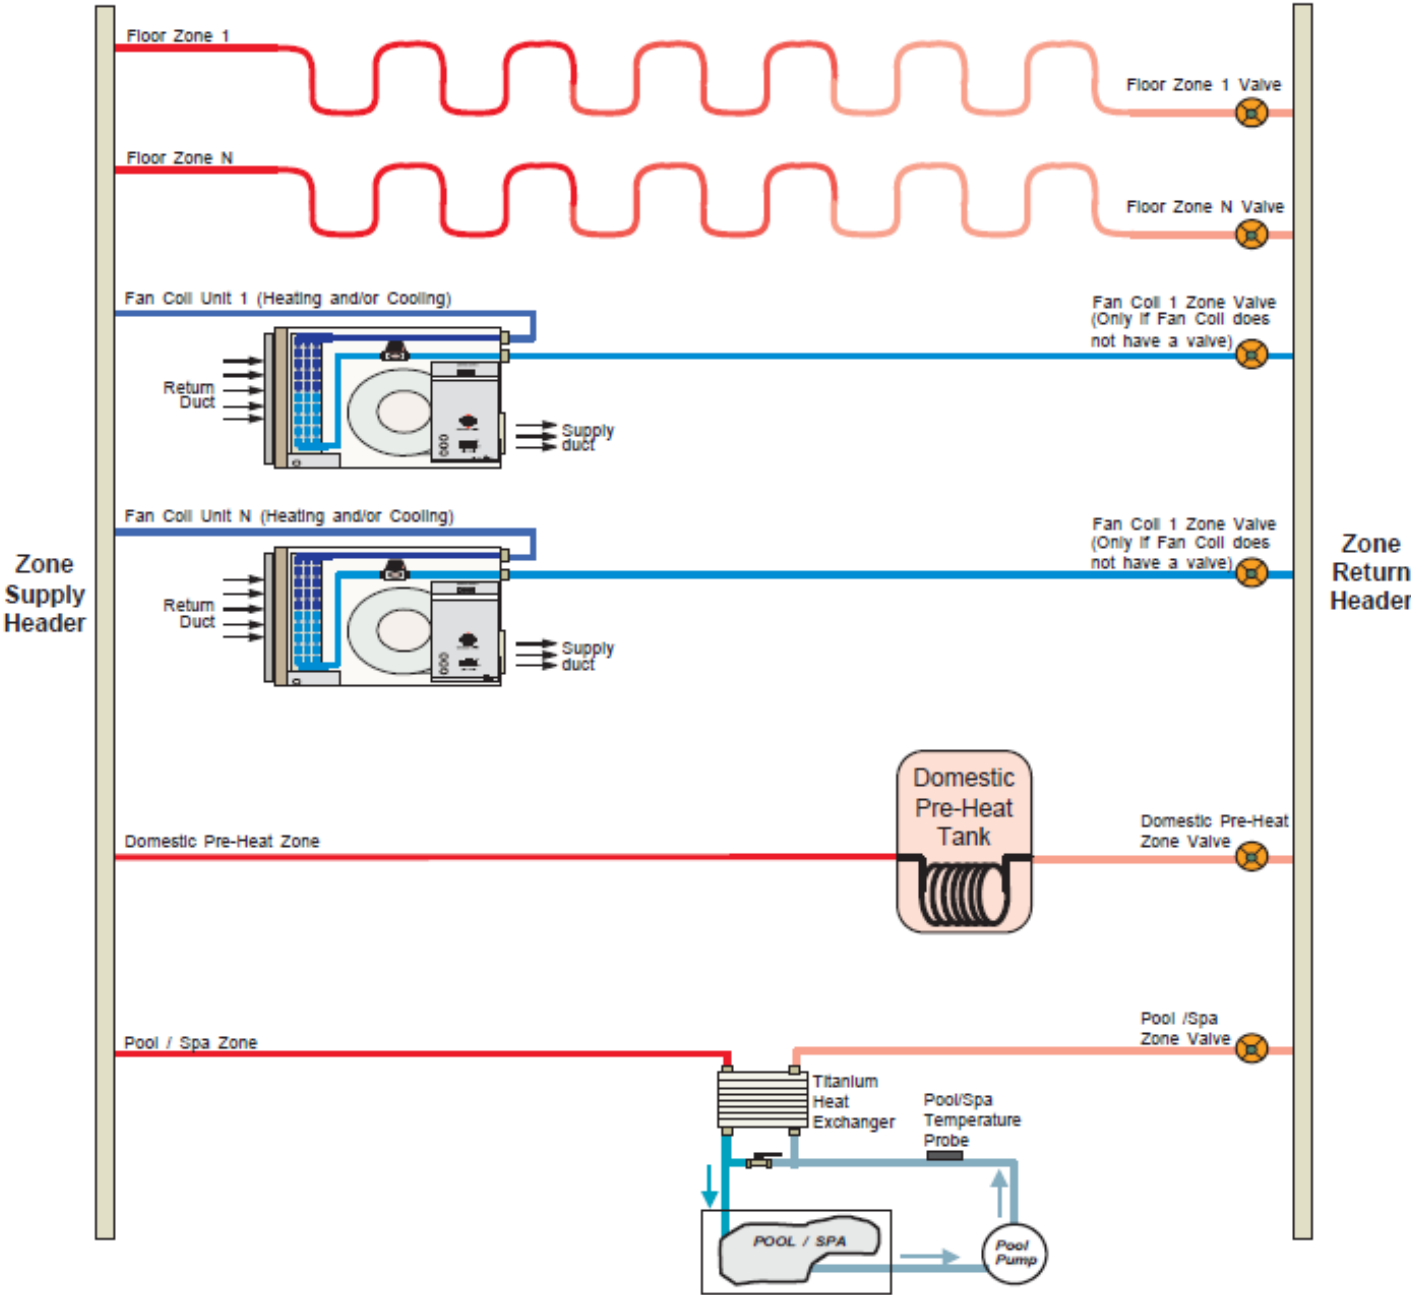 Floor Zone 1
Floor Zone 1 Valve
Floor Zone N
Floor Zone N Valve
Fan Coil Unit 1 (Heating and/or Cooling)
Fan Coil 1 Zone Valve
(Only if Fan Coil does
not have a valve)
Return
Duct
Supply
duct
Fan Coil Unit N (Heating and/or Cooling)
Fan Coil 1 Zone Valve
(Only if Fan Coil does
not have a valve)
Zone
Supply
Header
Zone
Return
Header
Return
Duct
Supply
duct
Domestic
Pre-Heat
Tank
Domestic Pre-Heat Zone
Domestic Pre-Heat
Zone Valve
Pool / Spa Zone
Pool /Spa
Zone Valve
Titanium
Heat
Exchanger
Pool/Spa
Temperature
Probe
POOL / SPA
Pool
Pump